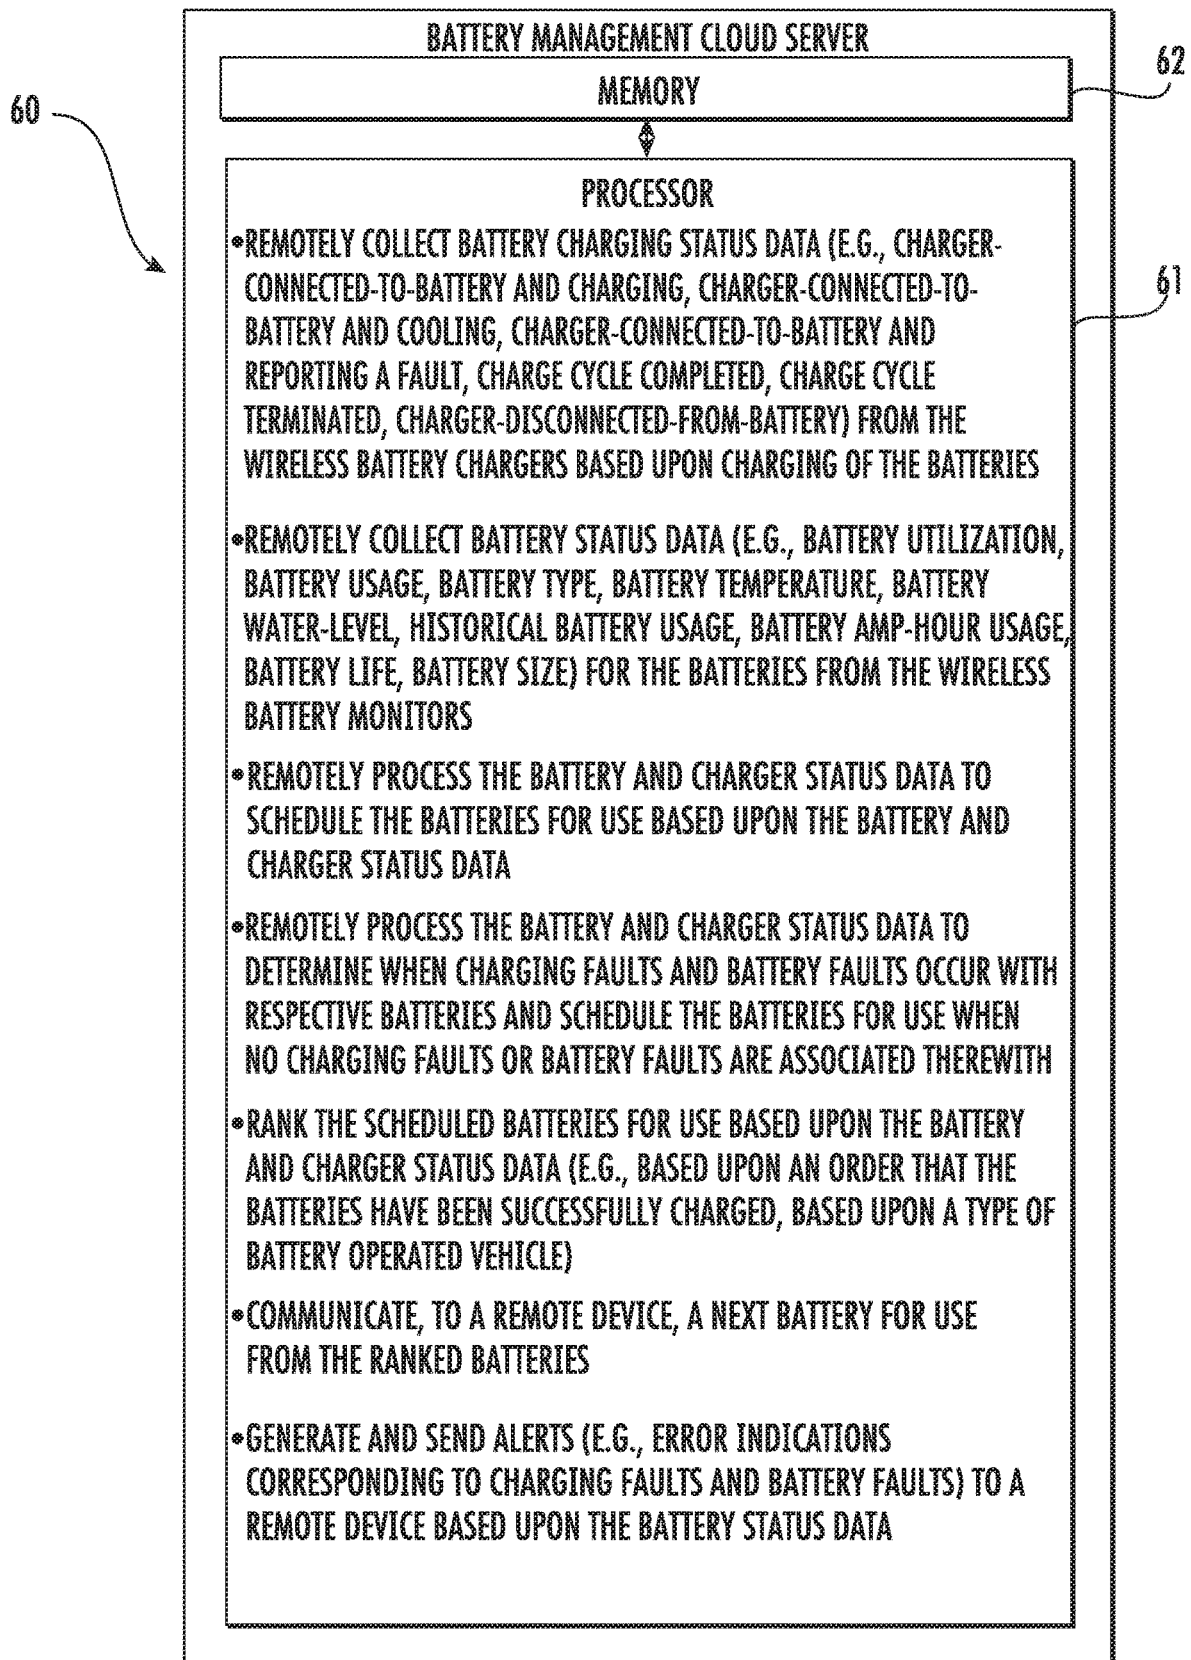 BATTERY MANAGEMENT CLOUD SERVER
62
MEMORY
60
PROCESSOR
•REMOTELY COLLECT BATTERY CHARGING STATUS DATA (E.G., CHARGER-
CONNECTED-TO-BATTERY AND CHARGING, CHARGER-CONNECTED-TO-
61
BATTERY AND COOLING, CHARGER-CONNECTED-TO-BATTERY AND
REPORTING A FAULT, CHARGE CYCLE COMPLETED, CHARGE CYCLE
TERMINATED, CHARGER-DISCONNECTED-FROM-BATTERY) FROM THE
WIRELESS BATTERY CHARGERS BASED UPON CHARGING OF THE BATTERIES
•REMOTELY COLLECT BATTERY STATUS DATA (E.G., BATTERY UTILIZATION,
BATTERY USAGE, BATTERY TYPE, BATTERY TEMPERATURE, BATTERY
WATER-LEVEL, HISTORICAL BATTERY USAGE, BATTERY AMP-HOUR USAGE,
BATTERY LIFE, BATTERY SIZE) FOR THE BATTERIES FROM THE WIRELESS
BATTERY MONITORS
•REMOTELY PROCESS THE BATTERY AND CHARGER STATUS DATA TO
SCHEDULE THE BATTERIES FOR USE BASED UPON THE BATTERY AND
CHARGER STATUS DATA
•REMOTELY PROCESS THE BATTERY AND CHARGER STATUS DATA TO
DETERMINE WHEN CHARGING FAULTS AND BATTERY FAULTS OCCUR WITH
RESPECTIVE BATTERIES AND SCHEDULE THE BATTERIES FOR USE WHEN
NO CHARGING FAULTS OR BATTERY FAULTS ARE ASSOCIATED THEREWITH
•RANK THE SCHEDULED BATTERIES FOR USE BASED UPON THE BATTERY
AND CHARGER STATUS DATA (E.G., BASED UPON AN ORDER THAT THE
BATTERIES HAVE BEEN SUCCESSFULLY CHARGED, BASED UPON A TYPE OF
BATTERY OPERATED VEHICLE)
•COMMUNICATE, TO A REMOTE DEVICE, A NEXT BATTERY FOR USE
FROM THE RANKED BATTERIES
•GENERATE AND SEND ALERTS (E.G., ERROR INDICATIONS
CORRESPONDING TO CHARGING FAULTS AND BATTERY FAULTS) TO A
REMOTE DEVICE BASED UPON THE BATTERY STATUS DATA